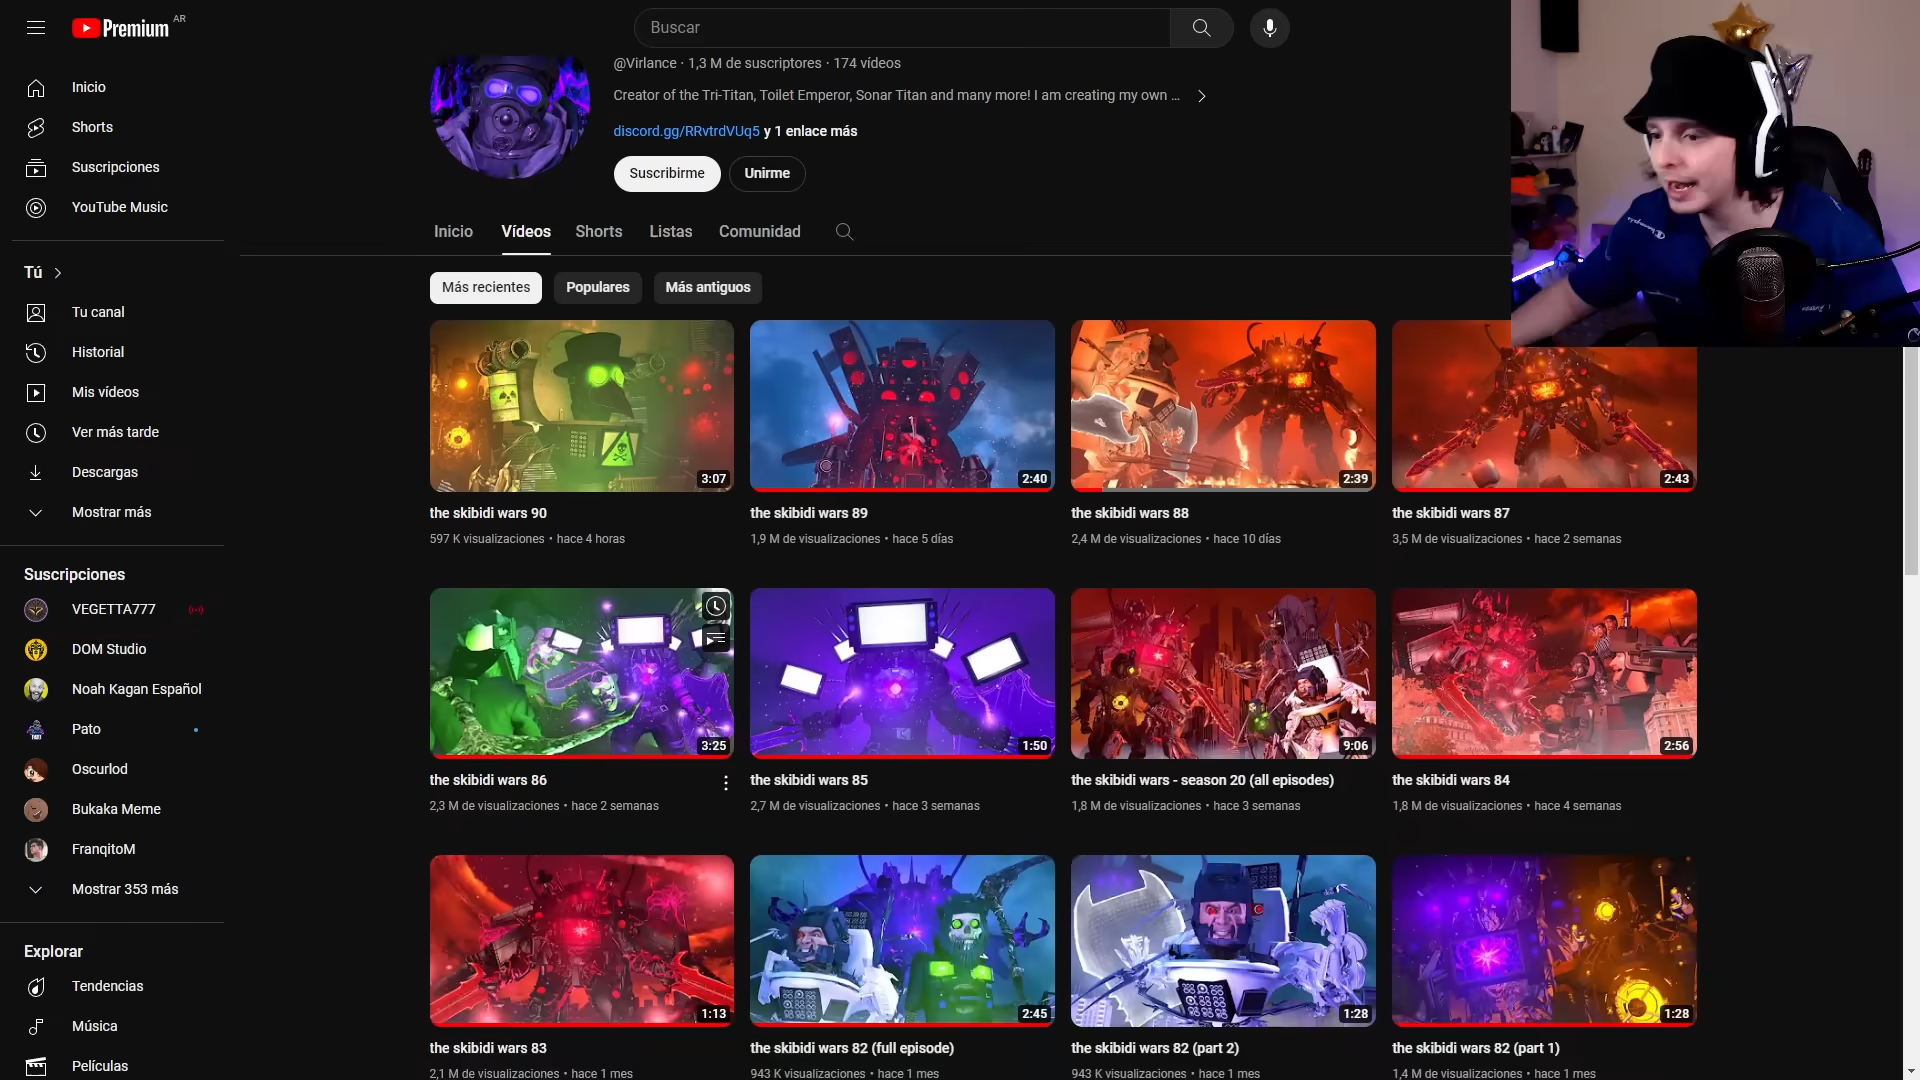 Premium AR
Buscar
Inicio
Shorts
Suscripciones
YouTube Music
Tú
Tu canal
Historial
Mis vídeos
Ver más tarde
Descargas
Mostrar más
Suscripciones
VEGETTA777
DOM Studio
Noah Kagan Español
Pato
Oscurlod
Bukaka Meme
FranqitoM
Mostrar 353 más
Explorar
Tendencias
Música
Películas
@Virlance · 1,3 M de suscriptores · 174 vídeos
Creator of the Tri-Titan, Toilet Emperor, Sonar Titan and many more! I am creating my own ...
discord.gg/RRvtrdVUq5 y 1 enlace más
Suscribirme
Unirme
Inicio
Vídeos
Shorts
Listas
Comunidad
Más recientes
Populares
Más antiguos
3:07
2:40
2:39
2:43
the skibidi wars 90
the skibidi wars 89
the skibidi wars 88
the skibidi wars 87
597 K visualizaciones • hace 4 horas
1,9 M de visualizaciones • hace 5 días
2,4 M de visualizaciones • hace 10 días
3,5 M de visualizaciones • hace 2 semanas
3:25
1:50
9:06
2:56
the skibidi wars 86
the skibidi wars 85
the skibidi wars - season 20 (all episodes)
the skibidi wars 84
2,3 M de visualizaciones • hace 2 semanas
2,7 M de visualizaciones • hace 3 semanas
1,8 M de visualizaciones • hace 3 semanas
1,8 M de visualizaciones • hace 4 semanas
1:13
2:45
1:28
1:28
the skibidi wars 83
the skibidi wars 82 (full episode)
the skibidi wars 82 (part 2)
the skibidi wars 82 (part 1)
2,1 M de visualizaciones • hace 1 mes
943 K visualizaciones • hace 1 mes
943 K visualizaciones • hace 1 mes
1,4 M de visualizaciones • hace 1 mes